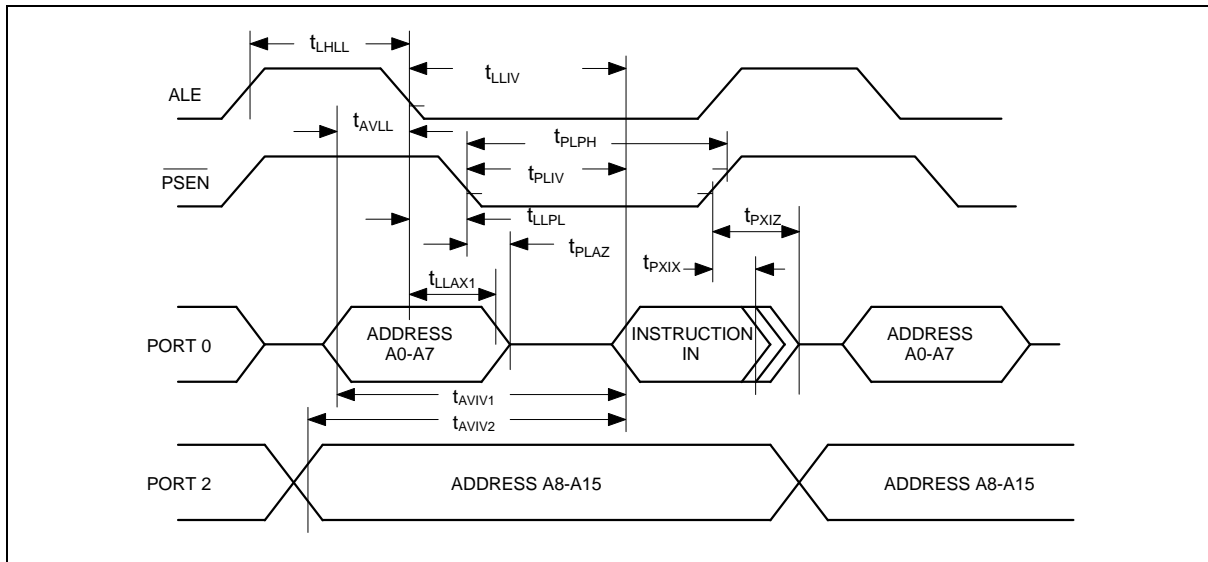 tLHLL
tLLIV
ALE
tAVLL
tPLPH
PSEN
tPLIV
tLLPL
tPXIZ
tPLAZ
tPXIX
tLLAX1
PORT 0
ADDRESS
A0-A7
INSTRUCTION
IN
ADDRESS
A0-A7
tAVIV1
tAVIV2
PORT 2
ADDRESS A8-A15
ADDRESS A8-A15